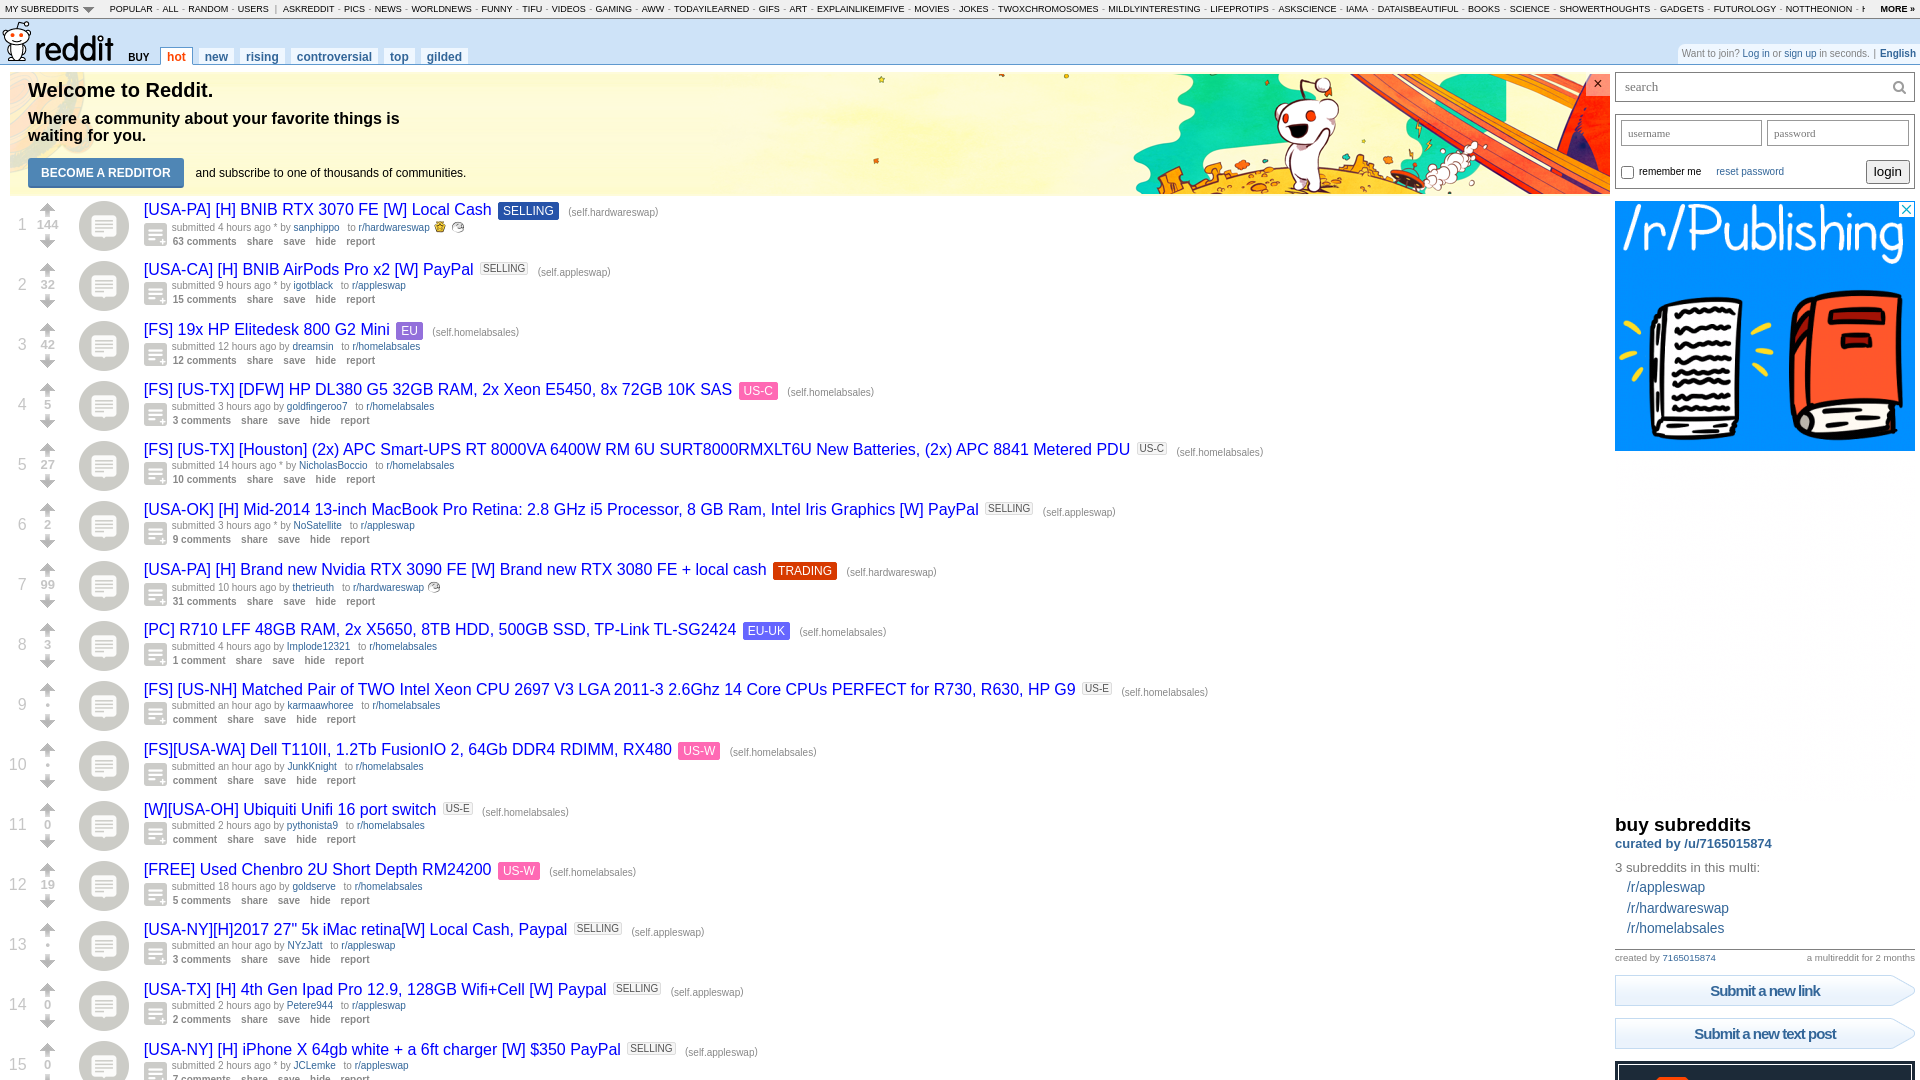 MY SUBREDDITS POPULAR - ALL - RANDOM - USERS | ASKREDDIT - PICS - NEWS - WORLDNEWS - FUNNY - TIFU - VIDEOS - GAMING - AWW - TODAYILEARNED - GIFS - ART - EXPLAINLIKEIMFIVE - MOVIES - JOKES - TWOXCHROMOSOMES - MILDLYINTERESTING - LIFEPROTIPS - ASKSCIENCE - IAMA - DATAISBEAUTIFUL - BOOKS - SCIENCE - SHOWERTHOUGHTS - GADGETS - FUTUROLOGY - NOTTHEONION - MORE »
reddit BUY hot new rising controversial top gilded
Want to join? Log in or sign up in seconds. | English
Welcome to Reddit.
Where a community about your favorite things is
waiting for you.
BECOME A REDDITOR and subscribe to one of thousands of communities.
×
1 144 [USA-PA] [H] BNIB RTX 3070 FE [W] Local Cash SELLING (self.hardwareswap)
submitted 4 hours ago * by sanphippo to r/hardwareswap
63 comments share save hide report
2 32 [USA-CA] [H] BNIB AirPods Pro x2 [W] PayPal SELLING (self.appleswap)
submitted 9 hours ago * by igotblack to r/appleswap
15 comments share save hide report
3 42 [FS] 19x HP Elitedesk 800 G2 Mini EU (self.homelabsales)
submitted 12 hours ago by dreamsin to r/homelabsales
12 comments share save hide report
4 5 [FS] [US-TX] [DFW] HP DL380 G5 32GB RAM, 2x Xeon E5450, 8x 72GB 10K SAS US-C (self.homelabsales)
submitted 3 hours ago by goldfingeroo7 to r/homelabsales
3 comments share save hide report
5 27 [FS] [US-TX] [Houston] (2x) APC Smart-UPS RT 8000VA 6400W RM 6U SURT8000RMXLT6U New Batteries, (2x) APC 8841 Metered PDU US-C (self.homelabsales)
submitted 14 hours ago * by NicholasBoccio to r/homelabsales
10 comments share save hide report
6 2 [USA-OK] [H] Mid-2014 13-inch MacBook Pro Retina: 2.8 GHz i5 Processor, 8 GB Ram, Intel Iris Graphics [W] PayPal SELLING (self.appleswap)
submitted 3 hours ago * by NoSatellite to r/appleswap
9 comments share save hide report
7 99 [USA-PA] [H] Brand new Nvidia RTX 3090 FE [W] Brand new RTX 3080 FE + local cash TRADING (self.hardwareswap)
submitted 10 hours ago by thetrieuth to r/hardwareswap
31 comments share save hide report
8 3 [PC] R710 LFF 48GB RAM, 2x X5650, 8TB HDD, 500GB SSD, TP-Link TL-SG2424 EU-UK (self.homelabsales)
submitted 4 hours ago by Implode12321 to r/homelabsales
1 comment share save hide report
9 • [FS] [US-NH] Matched Pair of TWO Intel Xeon CPU 2697 V3 LGA 2011-3 2.6Ghz 14 Core CPUs PERFECT for R730, R630, HP G9 US-E (self.homelabsales)
submitted an hour ago by karmaawhoree to r/homelabsales
comment share save hide report
10 • [FS][USA-WA] Dell T110II, 1.2Tb FusionIO 2, 64Gb DDR4 RDIMM, RX480 US-W (self.homelabsales)
submitted an hour ago by JunkKnight to r/homelabsales
comment share save hide report
11 0 [W][USA-OH] Ubiquiti Unifi 16 port switch US-E (self.homelabsales)
submitted 2 hours ago by pythonista9 to r/homelabsales
comment share save hide report
12 19 [FREE] Used Chenbro 2U Short Depth RM24200 US-W (self.homelabsales)
submitted 18 hours ago by goldserve to r/homelabsales
5 comments share save hide report
13 • [USA-NY][H]2017 27" 5k iMac retina[W] Local Cash, Paypal SELLING (self.appleswap)
submitted an hour ago by NYzJatt to r/appleswap
3 comments share save hide report
14 0 [USA-TX] [H] 4th Gen Ipad Pro 12.9, 128GB Wifi+Cell [W] Paypal SELLING (self.appleswap)
submitted 2 hours ago by Petere944 to r/appleswap
2 comments share save hide report
15 0 [USA-NY] [H] iPhone X 64gb white + a 6ft charger [W] $350 PayPal SELLING (self.appleswap)
submitted 2 hours ago * by JCLemke to r/appleswap
7 comments share save hide report
search
username password
remember me reset password login
/r/Publishing
buy subreddits
curated by /u/7165015874
3 subreddits in this multi:
/r/appleswap
/r/hardwareswap
/r/homelabsales
created by 7165015874 a multireddit for 2 months
Submit a new link
Submit a new text post